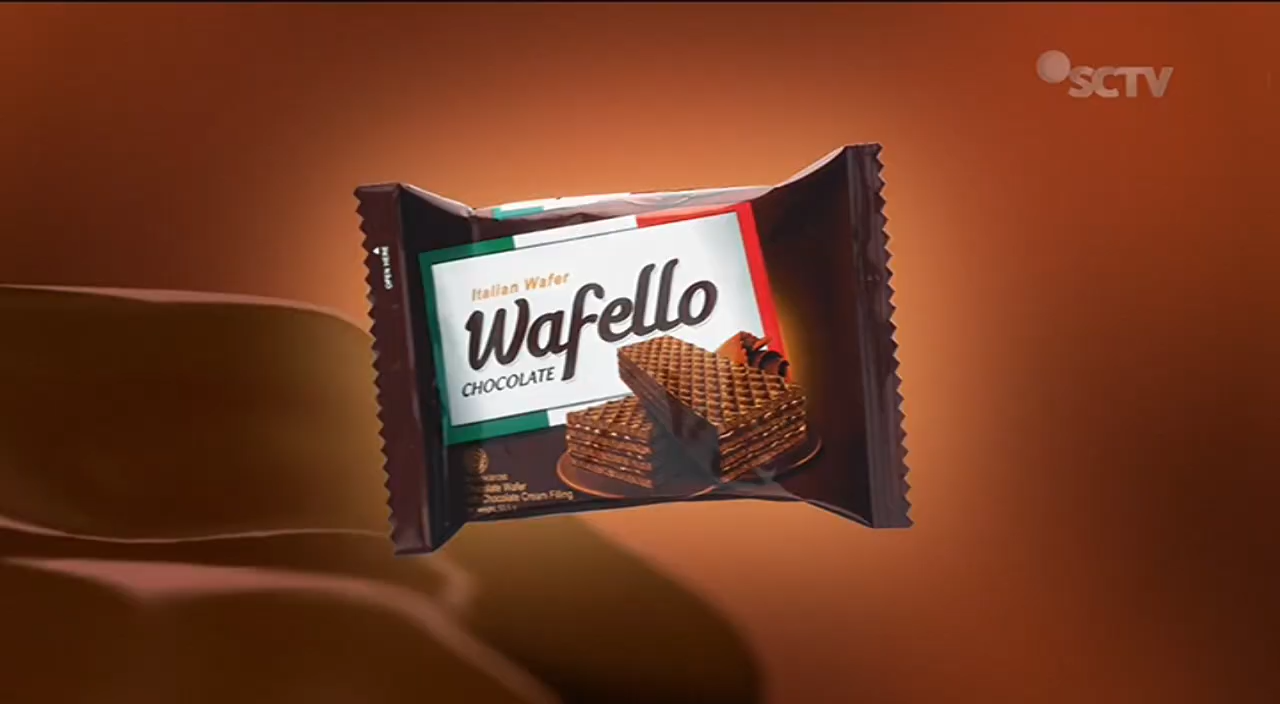 SCTV
OPEN HERE
Italian Wafer
Wafello
CHOCOLATE
Wafer
Chocolate Cream Filling